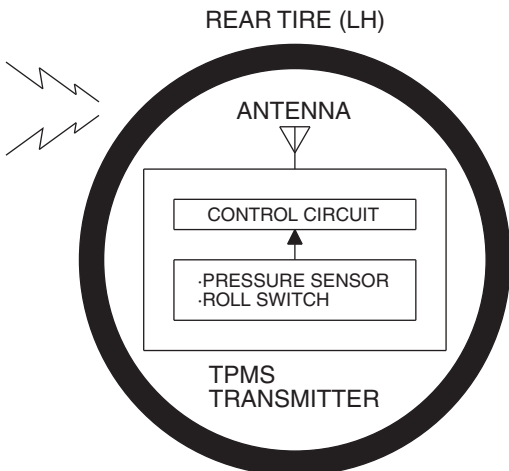 REAR TIRE (LH)
ANTENNA
CONTROL CIRCUIT
·PRESSURE SENSOR
·ROLL SWITCH
TPMS
TRANSMITTER